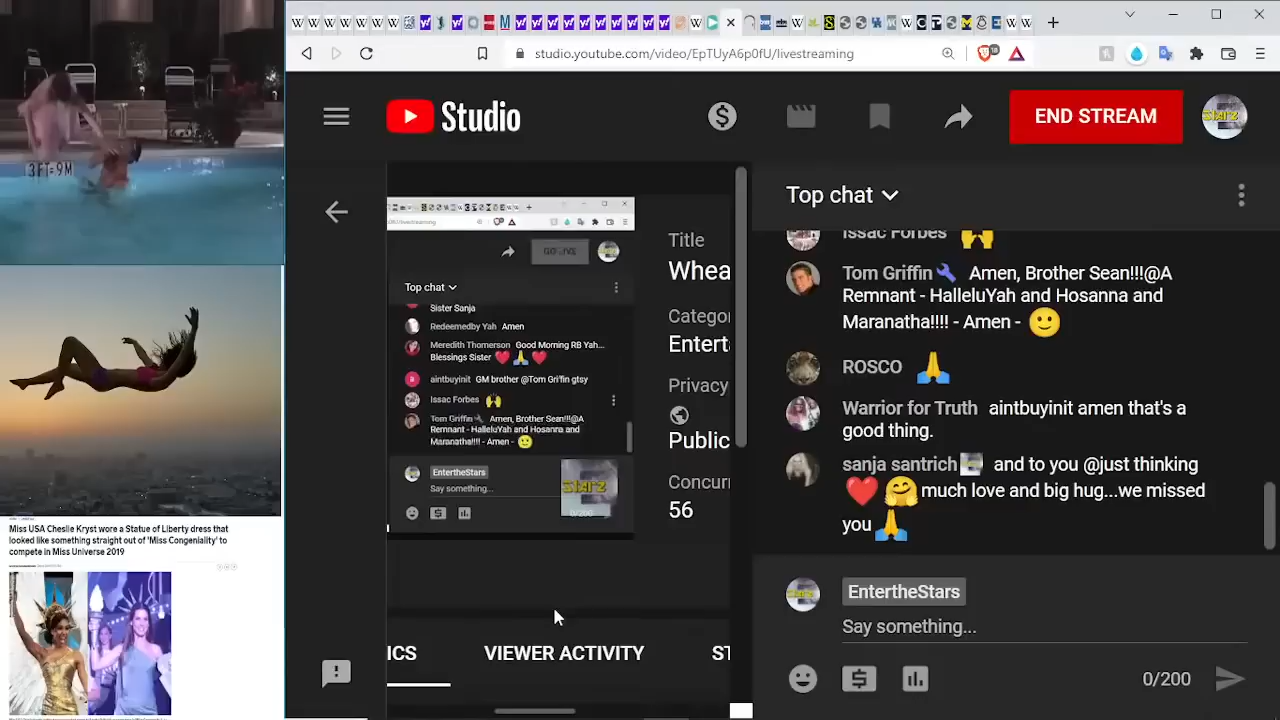 3 FT=9M
Miss USA Cheslie Kryst wore a Statue of Liberty dress that
looked like something straight out of 'Miss Congeniality' to
compete in Miss Universe 2019
studio.youtube.com/video/EpTUyA6p0fU/livestreaming
18
Studio
END STREAM
Top chat
Sister Sanja
Redeemedby Yah Amen
Meredith Thomerson Good Morning RB Yah...
Blessings Sister ❤️🙏❤️
aintbuyinit GM brother @Tom Griffin gtsy
Issac Forbes 🙌
Tom Griffin🔧 Amen, Brother Sean!!!@A
Remnant - HalleluYah and Hosanna and
Maranatha!!!! - Amen - 🙂
EntertheStars
Say something...
0/200
Title
Whea
Categor
Entert
Privacy
Public
Concurr
56
ICS
VIEWER ACTIVITY
ST
Top chat
Issac Forbes 🙌
Tom Griffin🔧 Amen, Brother Sean!!!@A
Remnant - HalleluYah and Hosanna and
Maranatha!!!! - Amen - 🙂
ROSCO 🙏
Warrior for Truth aintbuyinit amen that's a
good thing.
sanja santrich and to you @just thinking
❤️🤗much love and big hug...we missed
you🙏
EntertheStars
Say something...
0/200